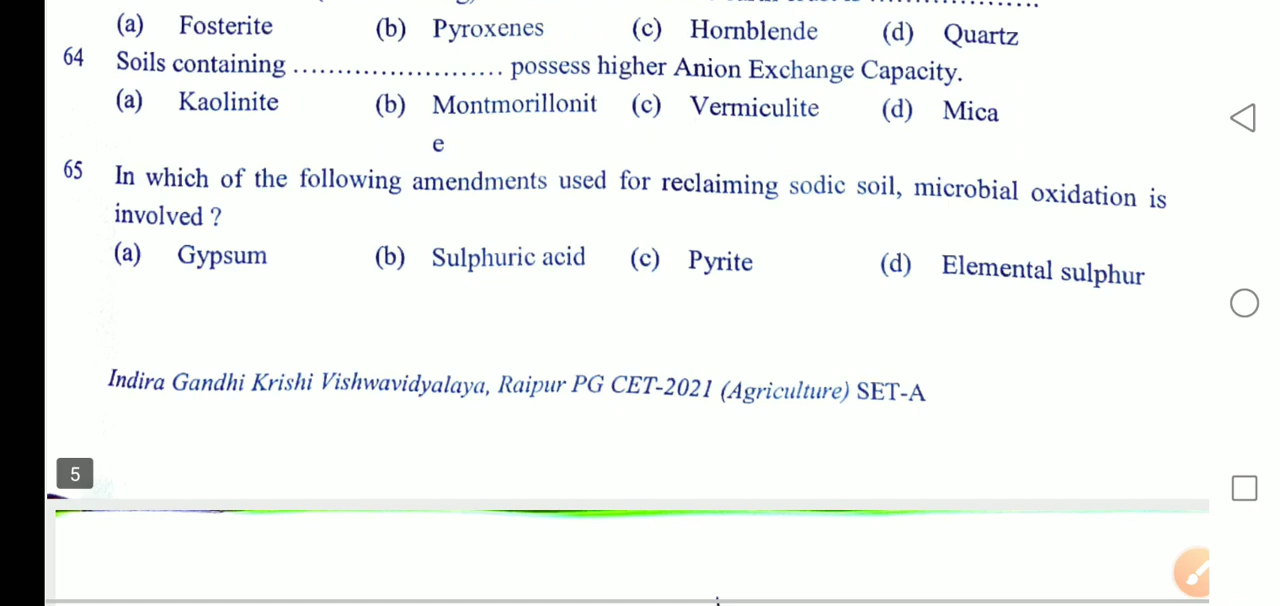 (a) Fosterite (b) Pyroxenes (c) Hornblende (d) Quartz
64 Soils containing ........................ possess higher Anion Exchange Capacity.
(a) Kaolinite (b) Montmorillonit (c) Vermiculite (d) Mica
e
65 In which of the following amendments used for reclaiming sodic soil, microbial oxidation is
involved ?
(a) Gypsum (b) Sulphuric acid (c) Pyrite (d) Elemental sulphur
Indira Gandhi Krishi Vishwavidyalaya, Raipur PG CET-2021 (Agriculture) SET-A
5